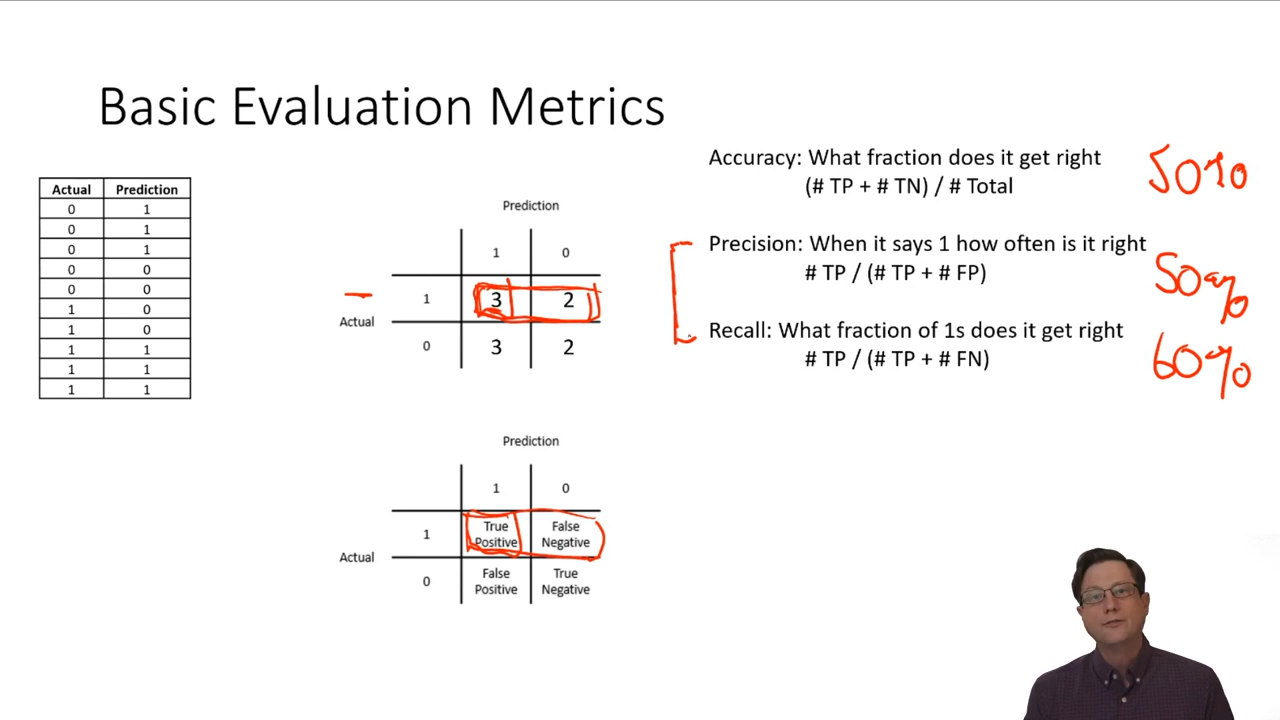 Basic Evaluation Metrics
Actual Prediction
0 1
0 1
0 1
0 0
0 0
1 0
1 0
1 1
1 1
1 1
Prediction
1 0
Actual
1 3 2
0 3 2
Prediction
1 0
Actual
1 True Positive False Negative
0 False Positive True Negative
Accuracy: What fraction does it get right 50%
(# TP + # TN) / # Total
Precision: When it says 1 how often is it right
# TP / (# TP + # FP) 50%
Recall: What fraction of 1s does it get right
# TP / (# TP + # FN) 60%